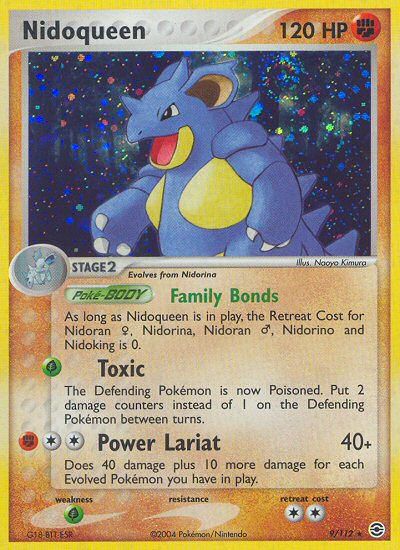 Nidoqueen 120 HP
STAGE2
Evolves from Nidorina
Illus. Naoyo Kimura
Poké-BODY Family Bonds
As long as Nidoqueen is in play, the Retreat Cost for
Nidoran ♀, Nidorina, Nidoran ♂, Nidorino and
Nidoking is 0.
Toxic
The Defending Pokémon is now Poisoned. Put 2
damage counters instead of 1 on the Defending
Pokémon between turns.
Power Lariat 40+
Does 40 damage plus 10 more damage for each
Evolved Pokémon you have in play.
weakness resistance retreat cost
G18 B11 E5R
©2004 Pokémon/Nintendo
9/112 ★